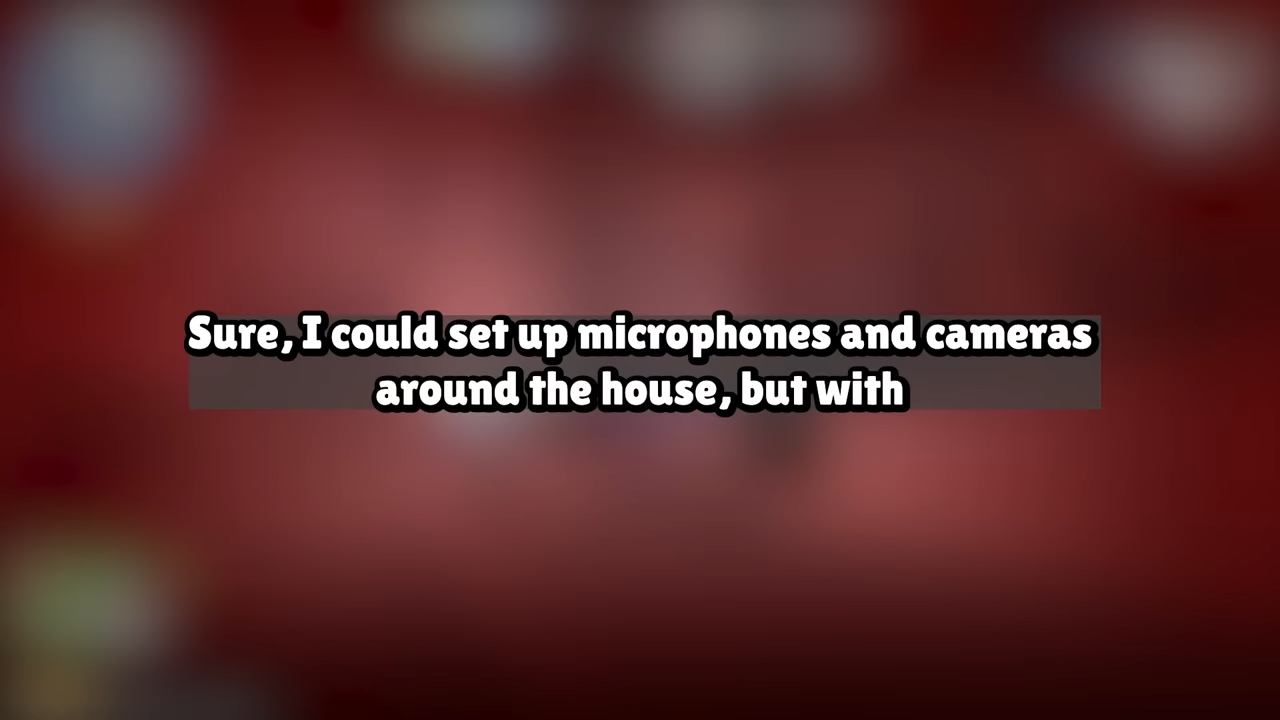 Sure, I could set up microphones and cameras
around the house, but with